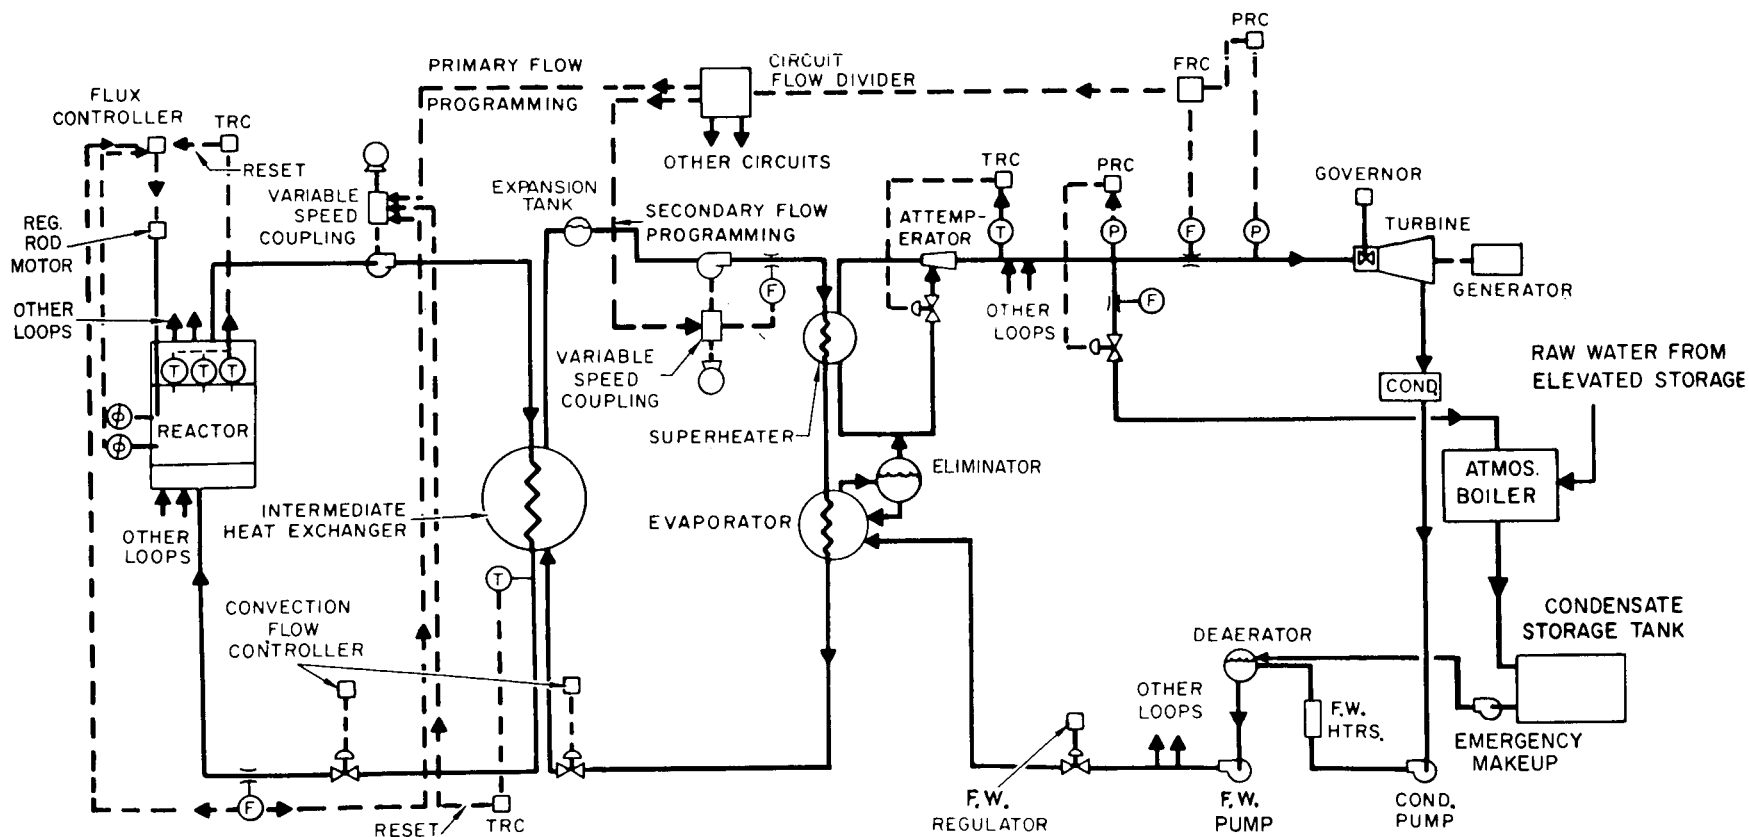 PRC
FRC
CIRCUIT
FLOW DIVIDER
PRIMARY FLOW
PROGRAMMING
OTHER CIRCUITS
FLUX
CONTROLLER
TRC
RESET
VARIABLE
SPEED
COUPLING
EXPANSION
TANK
SECONDARY FLOW
PROGRAMMING
TRC
PRC
ATTEMP-
ERATOR
GOVERNOR
TURBINE
GENERATOR
REG.
ROD
MOTOR
T
P
F
P
F
F
OTHER
LOOPS
OTHER
LOOPS
T
T
T
REACTOR
ϕ
ϕ
VARIABLE
SPEED
COUPLING
SUPERHEATER
COND.
RAW WATER FROM
ELEVATED STORAGE
ELIMINATOR
ATMOS.
BOILER
INTERMEDIATE
HEAT EXCHANGER
EVAPORATOR
OTHER
LOOPS
T
CONVECTION
FLOW
CONTROLLER
CONDENSATE
STORAGE TANK
DEAERATOR
OTHER
LOOPS
F.W.
HTRS.
EMERGENCY
MAKEUP
F
RESET
TRC
F.W.
REGULATOR
F.W.
PUMP
COND.
PUMP